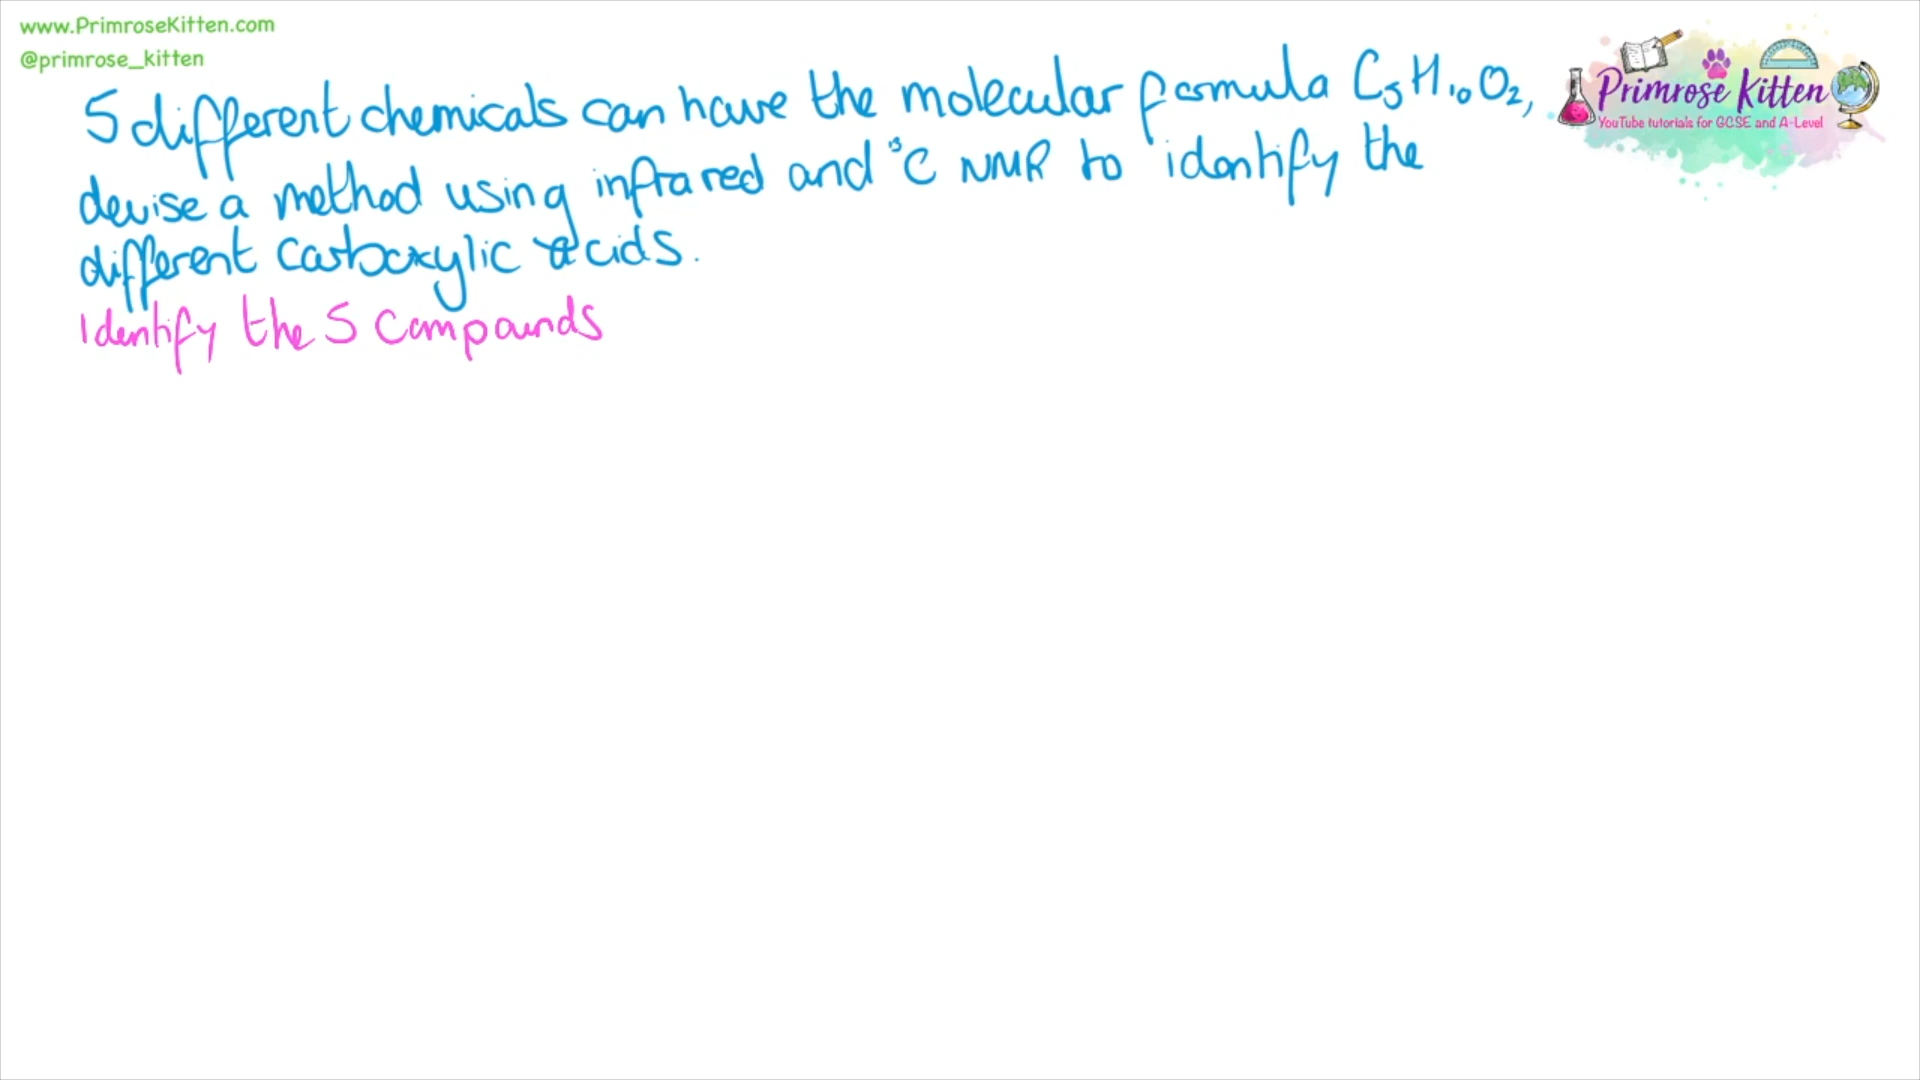 www.PrimroseKitten.com
@primrose_kitten
5 different chemicals can have the molecular formula C₅H₁₀O₂,
devise a method using infrared and ¹³C NMR to identify the
different carboxylic acids.
Identify the 5 compounds
Primrose Kitten
YouTube tutorials for GCSE and A-Level